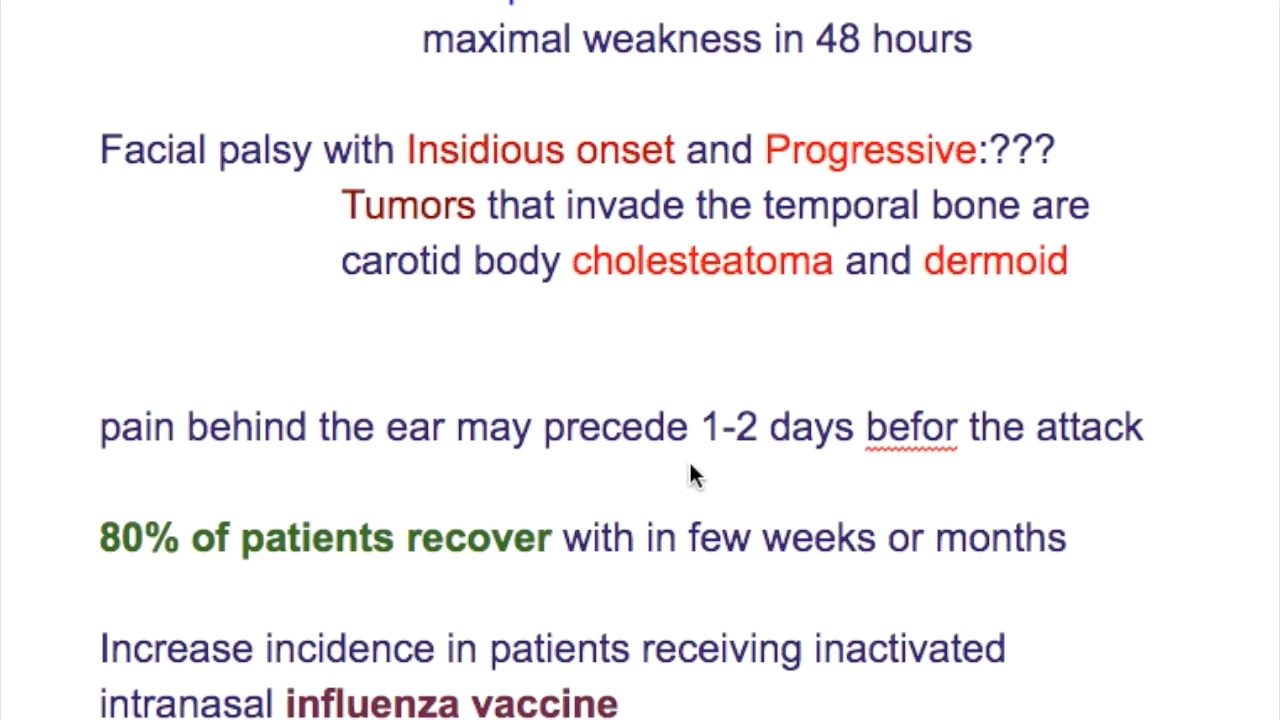 maximal weakness in 48 hours
Facial palsy with Insidious onset and Progressive:???
Tumors that invade the temporal bone are
carotid body cholesteatoma and dermoid
pain behind the ear may precede 1-2 days befor the attack
80% of patients recover with in few weeks or months
Increase incidence in patients receiving inactivated
intranasal influenza vaccine